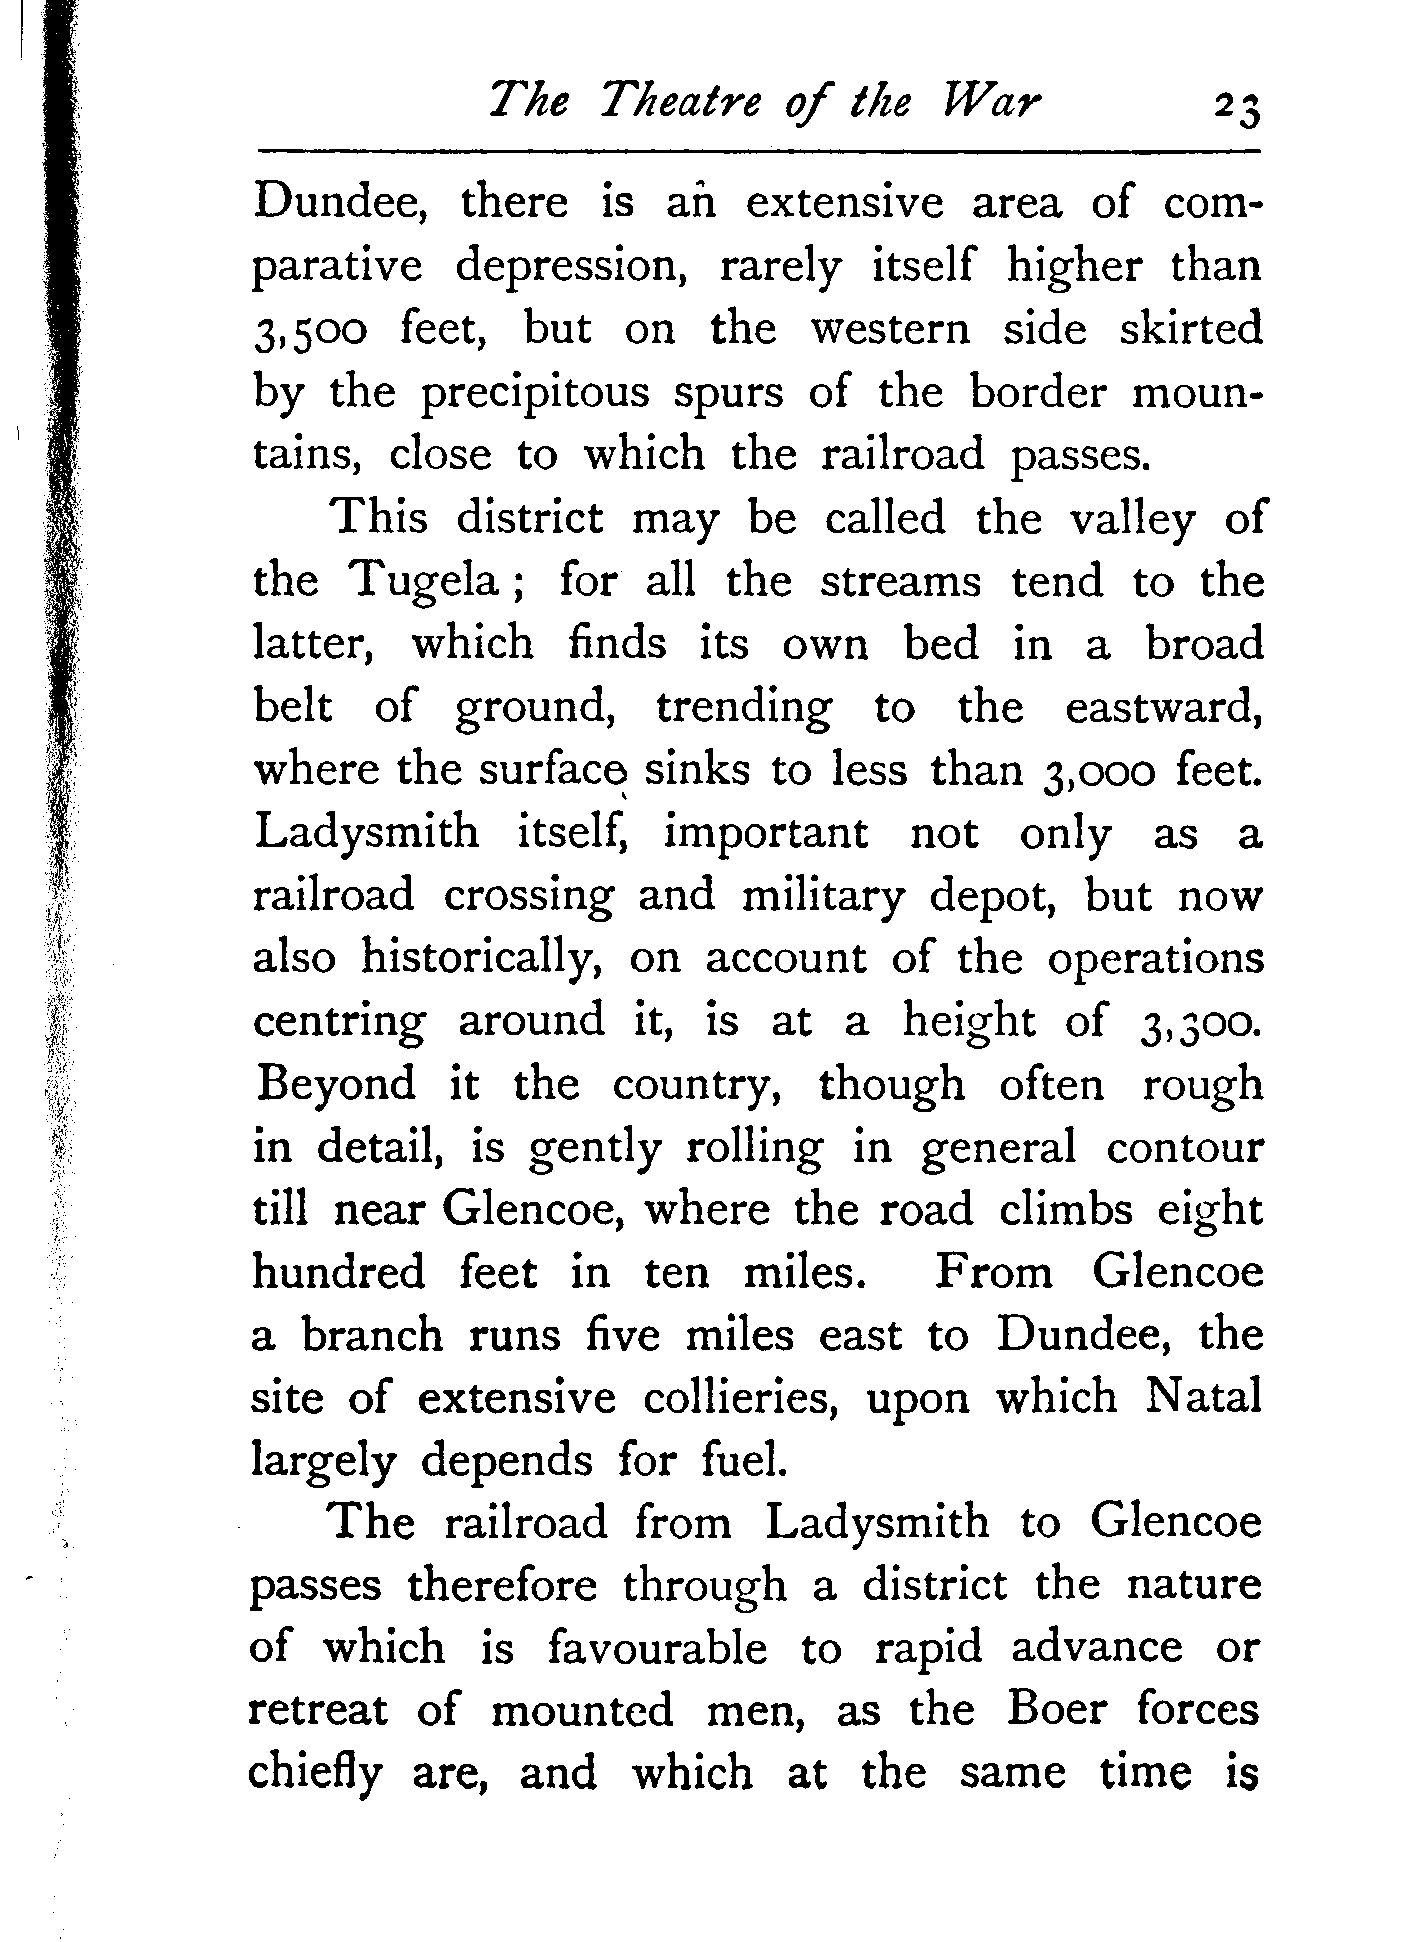 The Theatre of the War 23
Dundee, there is an extensive area of com-
parative depression, rarely itself higher than
3,500 feet, but on the western side skirted
by the precipitous spurs of the border moun-
tains, close to which the railroad passes.
This district may be called the valley of
the Tugela ; for all the streams tend to the
latter, which finds its own bed in a broad
belt of ground, trending to the eastward,
where the surface sinks to less than 3,000 feet.
Ladysmith itself, important not only as a
railroad crossing and military depot, but now
also historically, on account of the operations
centring around it, is at a height of 3,300.
Beyond it the country, though often rough
in detail, is gently rolling in general contour
till near Glencoe, where the road climbs eight
hundred feet in ten miles. From Glencoe
a branch runs five miles east to Dundee, the
site of extensive collieries, upon which Natal
largely depends for fuel.
The railroad from Ladysmith to Glencoe
passes therefore through a district the nature
of which is favourable to rapid advance or
retreat of mounted men, as the Boer forces
chiefly are, and which at the same time is